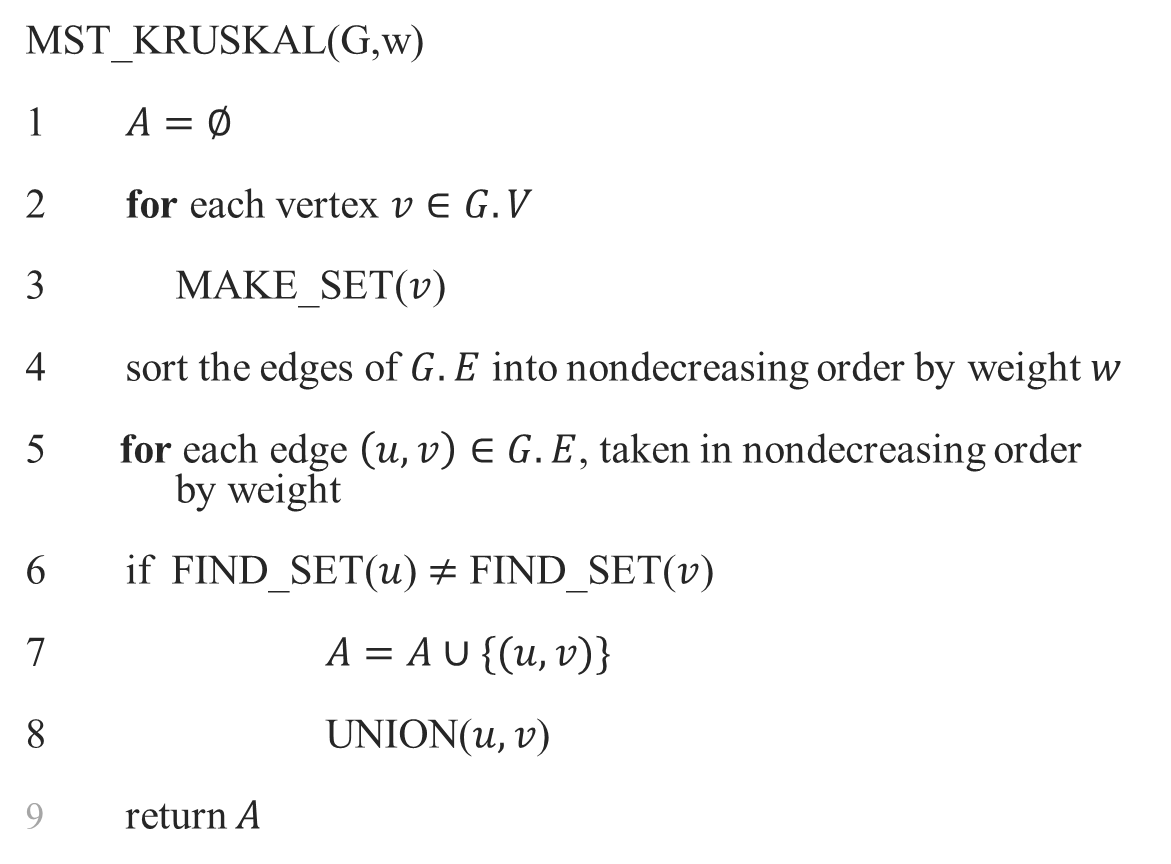 MST_KRUSKAL(G,w)
1 A = ∅
2 for each vertex v ∈ G.V
3 MAKE_SET(v)
4 sort the edges of G.E into nondecreasing order by weight w
5 for each edge (u, v) ∈ G.E, taken in nondecreasing order
by weight
6 if FIND_SET(u) ≠ FIND_SET(v)
7 A = A ∪ {(u, v)}
8 UNION(u, v)
9 return A